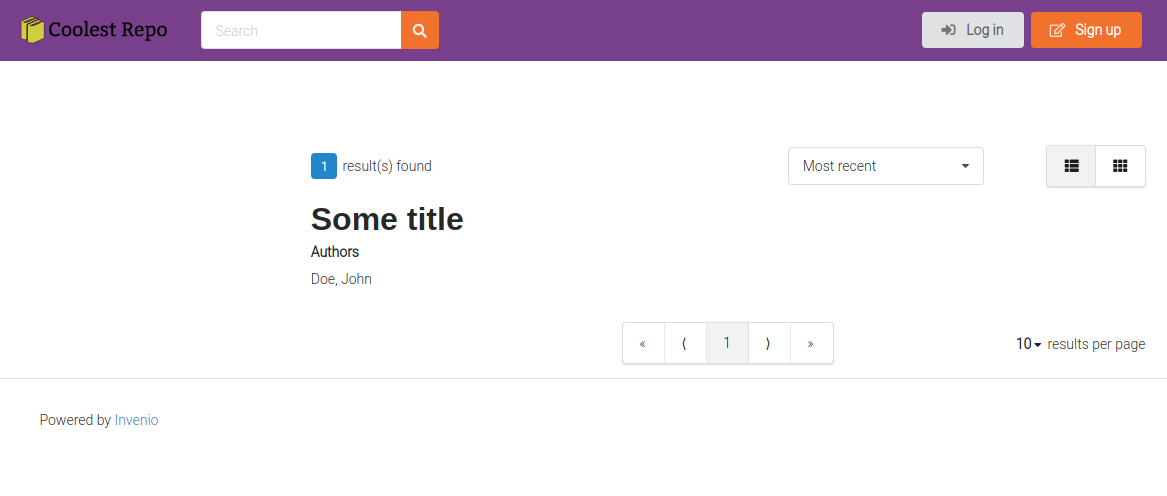 Coolest Repo
Search
Log in
Sign up
1 result(s) found
Most recent
Some title
Authors
Doe, John
« ⟨ 1 ⟩ »
10 results per page
Powered by Invenio